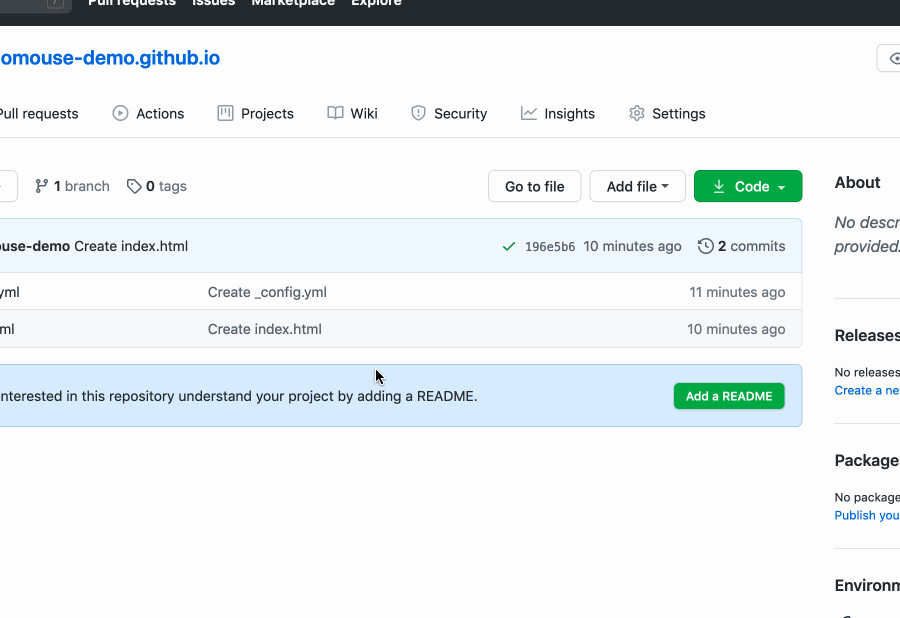 /
Pull requests Issues Marketplace Explore
omouse-demo.github.io
Pull requests Actions Projects Wiki Security Insights Settings
1 branch 0 tags Go to file Add file Code
About
No descr
provided.
ouse-demo Create index.html 196e5b6 10 minutes ago 2 commits
yml Create _config.yml 11 minutes ago
ml Create index.html 10 minutes ago
nterested in this repository understand your project by adding a README. Add a README
Releases
No releases
Create a ne
Package
No package
Publish you
Environm